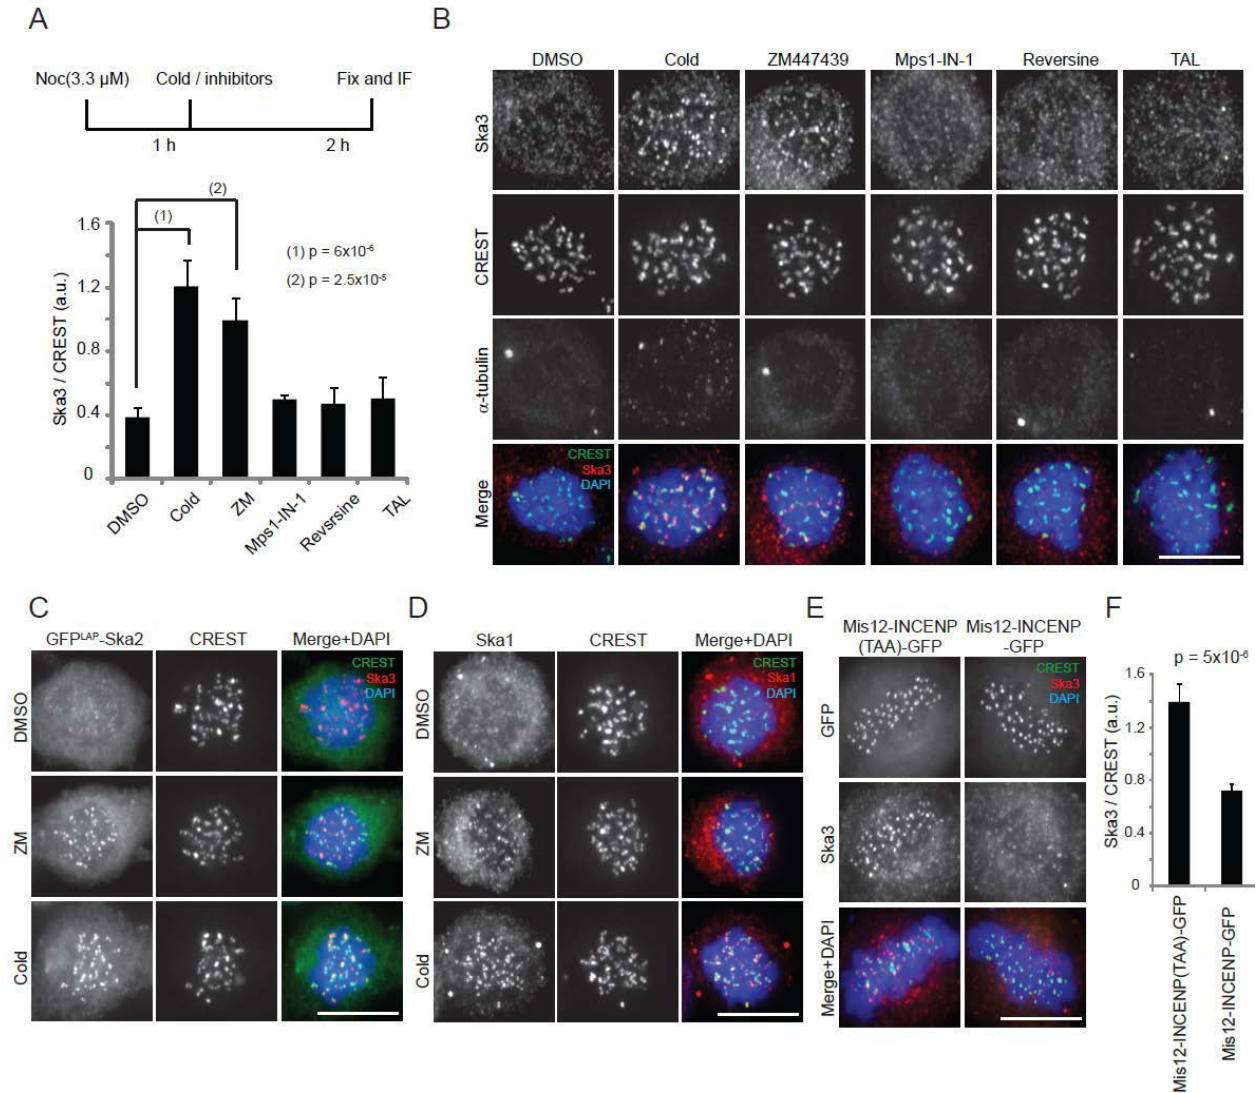 A
Noc(3.3 μM) Cold / inhibitors Fix and IF
1 h 2 h
(2)
(1)
(1) p = 6x10⁻⁶
(2) p = 2.5x10⁻⁵
Ska3 / CREST (a.u.)
1.6
1.2
0.8
0.4
0
DMSO Cold ZM Mps1-IN-1 Revsrsine TAL
B
DMSO Cold ZM447439 Mps1-IN-1 Reversine TAL
Ska3
CREST
α-tubulin
Merge
CREST
Ska3
DAPI
C
GFPᴸᴬᴾ-Ska2 CREST Merge+DAPI
DMSO
ZM
Cold
CREST
Ska3
DAPI
D
Ska1 CREST Merge+DAPI
DMSO
ZM
Cold
CREST
Ska1
DAPI
E
Mis12-INCENP Mis12-INCENP
(TAA)-GFP -GFP
GFP
Ska3
Merge+DAPI
CREST
Ska3
DAPI
F
p = 5x10⁻⁶
Ska3 / CREST (a.u.)
1.6
1.2
0.8
0.4
0
Mis12-INCENP(TAA)-GFP
Mis12-INCENP-GFP